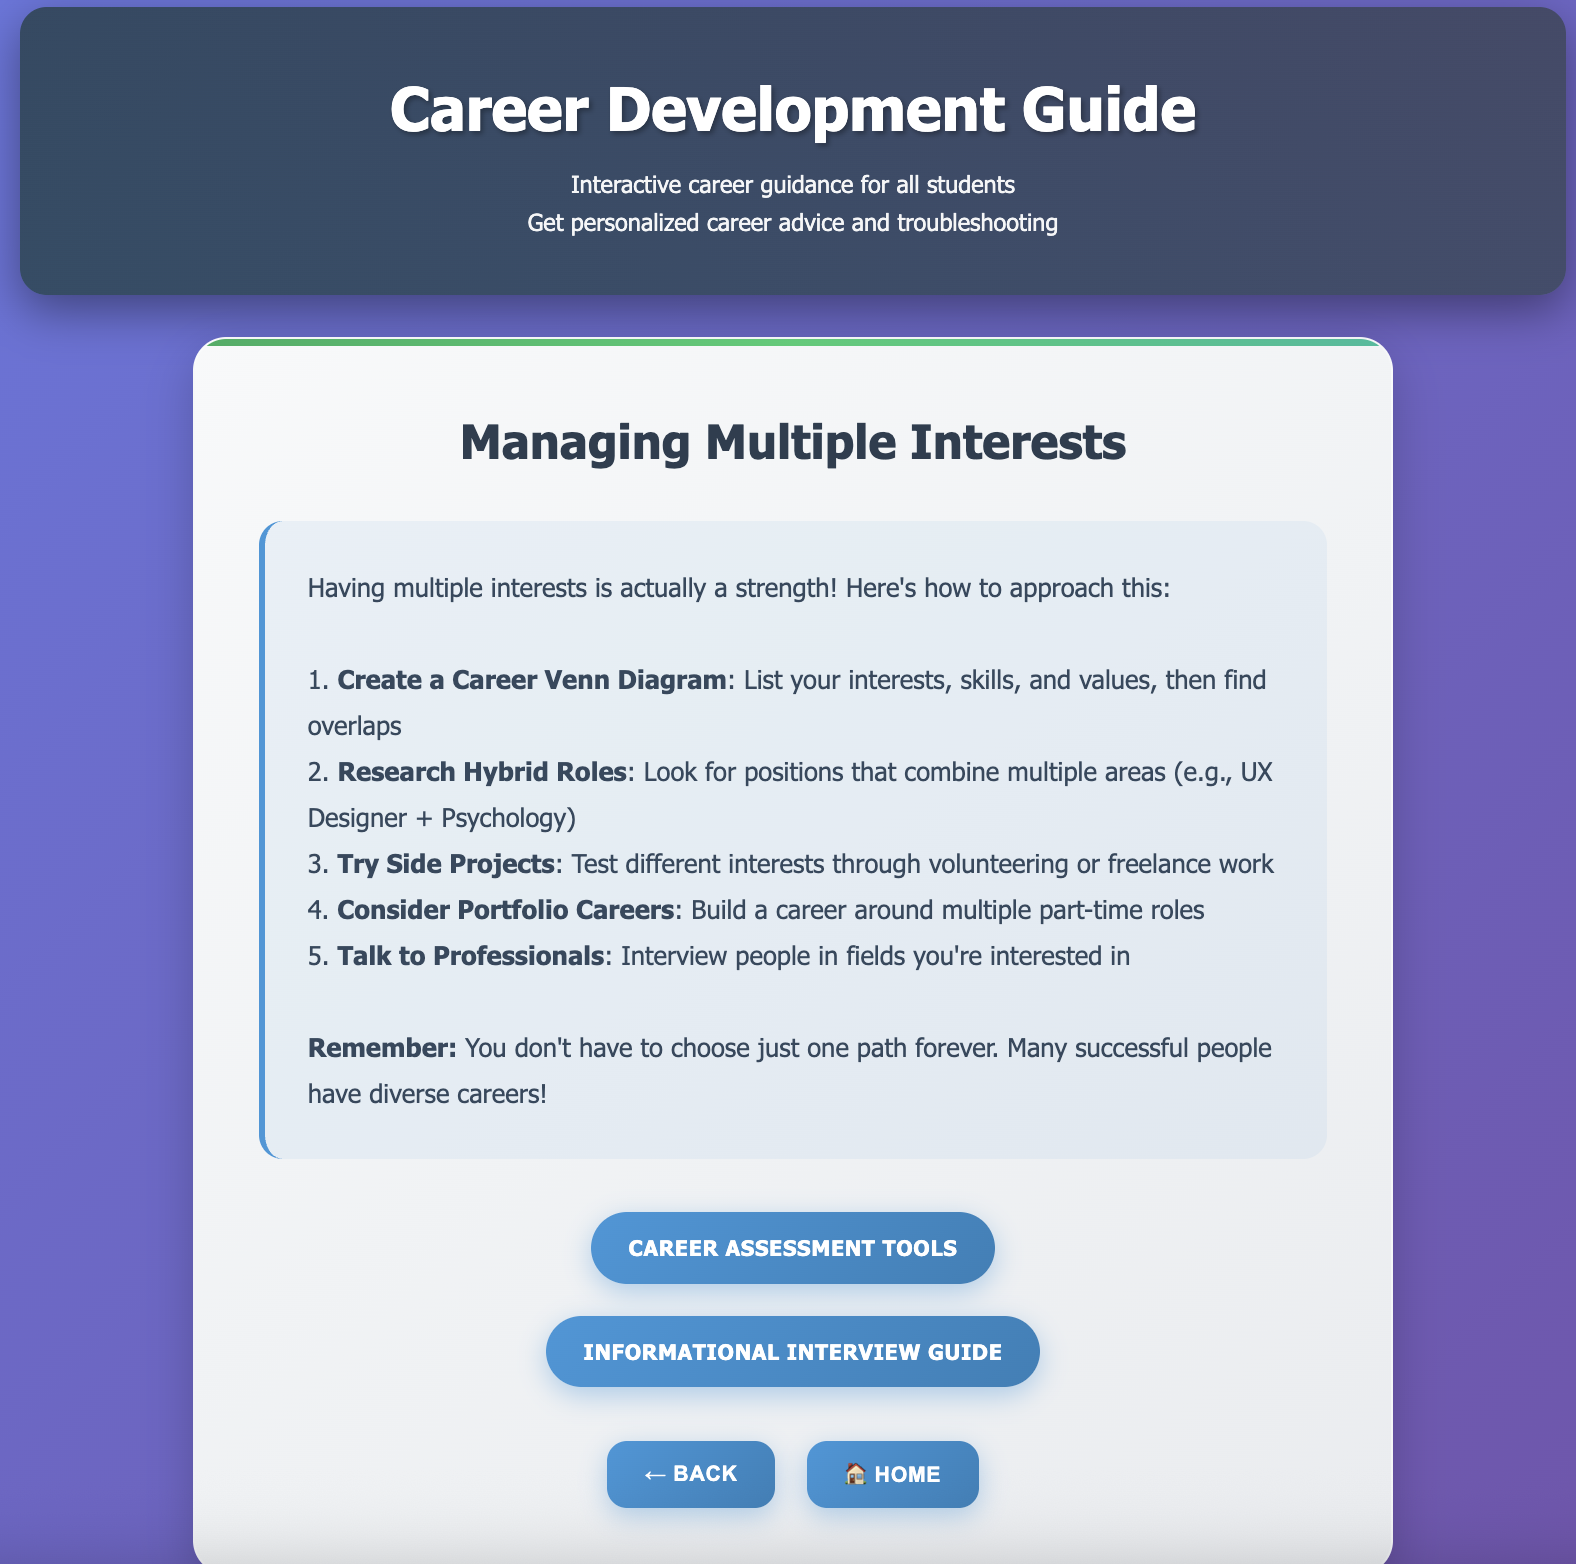 Career Development Guide
Interactive career guidance for all students
Get personalized career advice and troubleshooting
Managing Multiple Interests
Having multiple interests is actually a strength! Here's how to approach this:
1. Create a Career Venn Diagram: List your interests, skills, and values, then find
overlaps
2. Research Hybrid Roles: Look for positions that combine multiple areas (e.g., UX
Designer + Psychology)
3. Try Side Projects: Test different interests through volunteering or freelance work
4. Consider Portfolio Careers: Build a career around multiple part-time roles
5. Talk to Professionals: Interview people in fields you're interested in
Remember: You don't have to choose just one path forever. Many successful people
have diverse careers!
CAREER ASSESSMENT TOOLS
INFORMATIONAL INTERVIEW GUIDE
← BACK
🏠 HOME